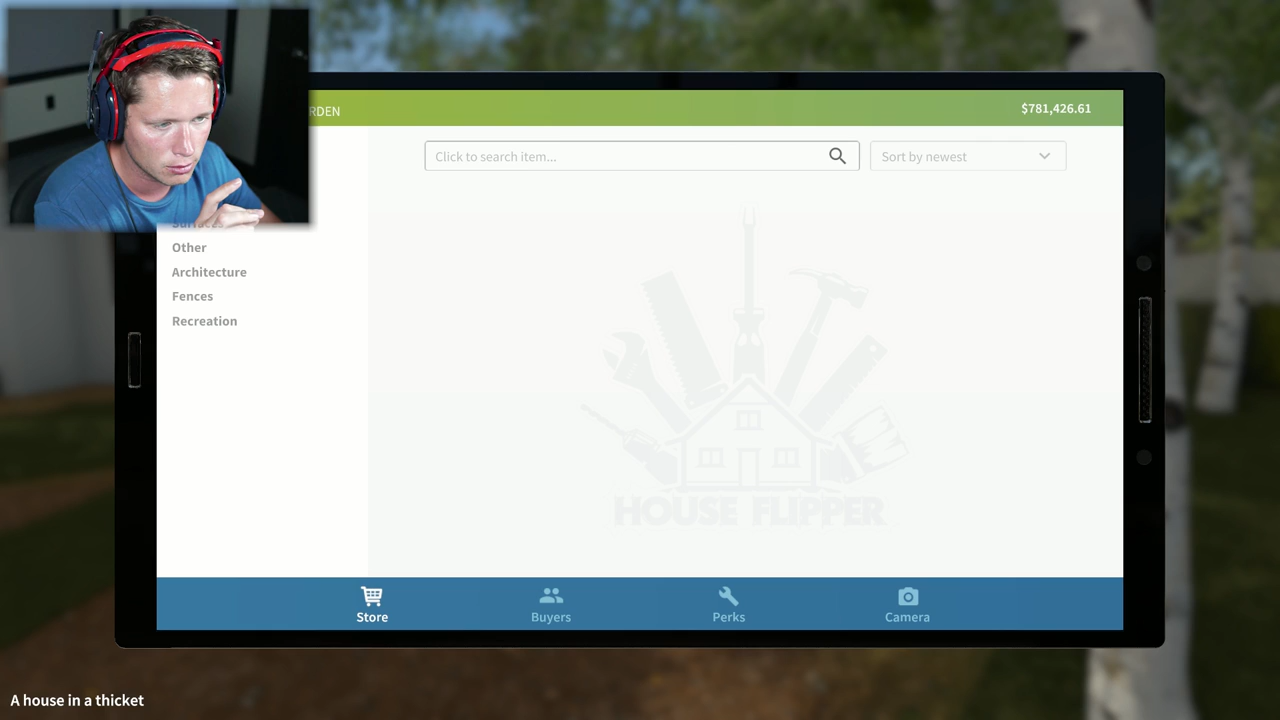 RDEN
$781,426.61
Click to search item...
Sort by newest
Other
Architecture
Fences
Recreation
HOUSE FLIPPER
Store
Buyers
Perks
Camera
A house in a thicket